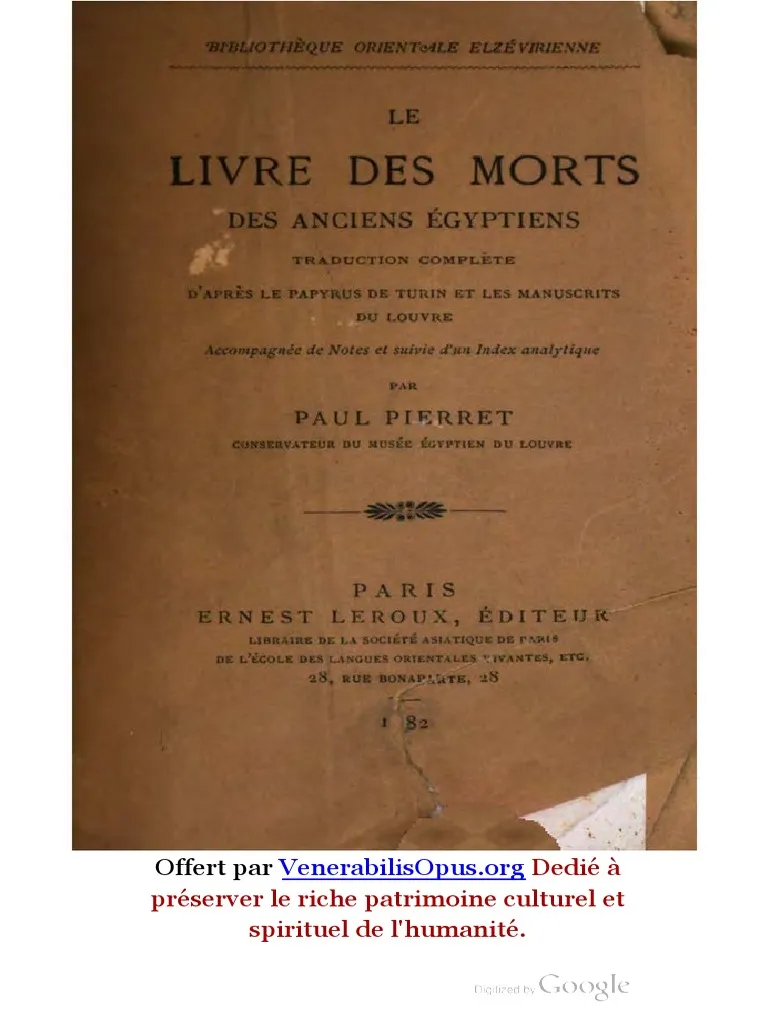 BIBLIOTHÈQUE ORIENTALE ELZÉVIRIENNE
LE
LIVRE DES MORTS
DES ANCIENS ÉGYPTIENS
TRADUCTION COMPLÈTE
D'APRÈS LE PAPYRUS DE TURIN ET LES MANUSCRITS
DU LOUVRE
Accompagnée de Notes et suivie d'un Index analytique
PAR
PAUL PIERRET
CONSERVATEUR DU MUSÉE ÉGYPTIEN DU LOUVRE
PARIS
ERNEST LEROUX, ÉDITEUR
LIBRAIRE DE LA SOCIÉTÉ ASIATIQUE DE PARIS
DE L'ÉCOLE DES LANGUES ORIENTALES VIVANTES, ETC.
28, RUE BONAPARTE, 28
1 82
Offert par VenerabilisOpus.org Dedié à
préserver le riche patrimoine culturel et
spirituel de l'humanité.
Digilized by Google